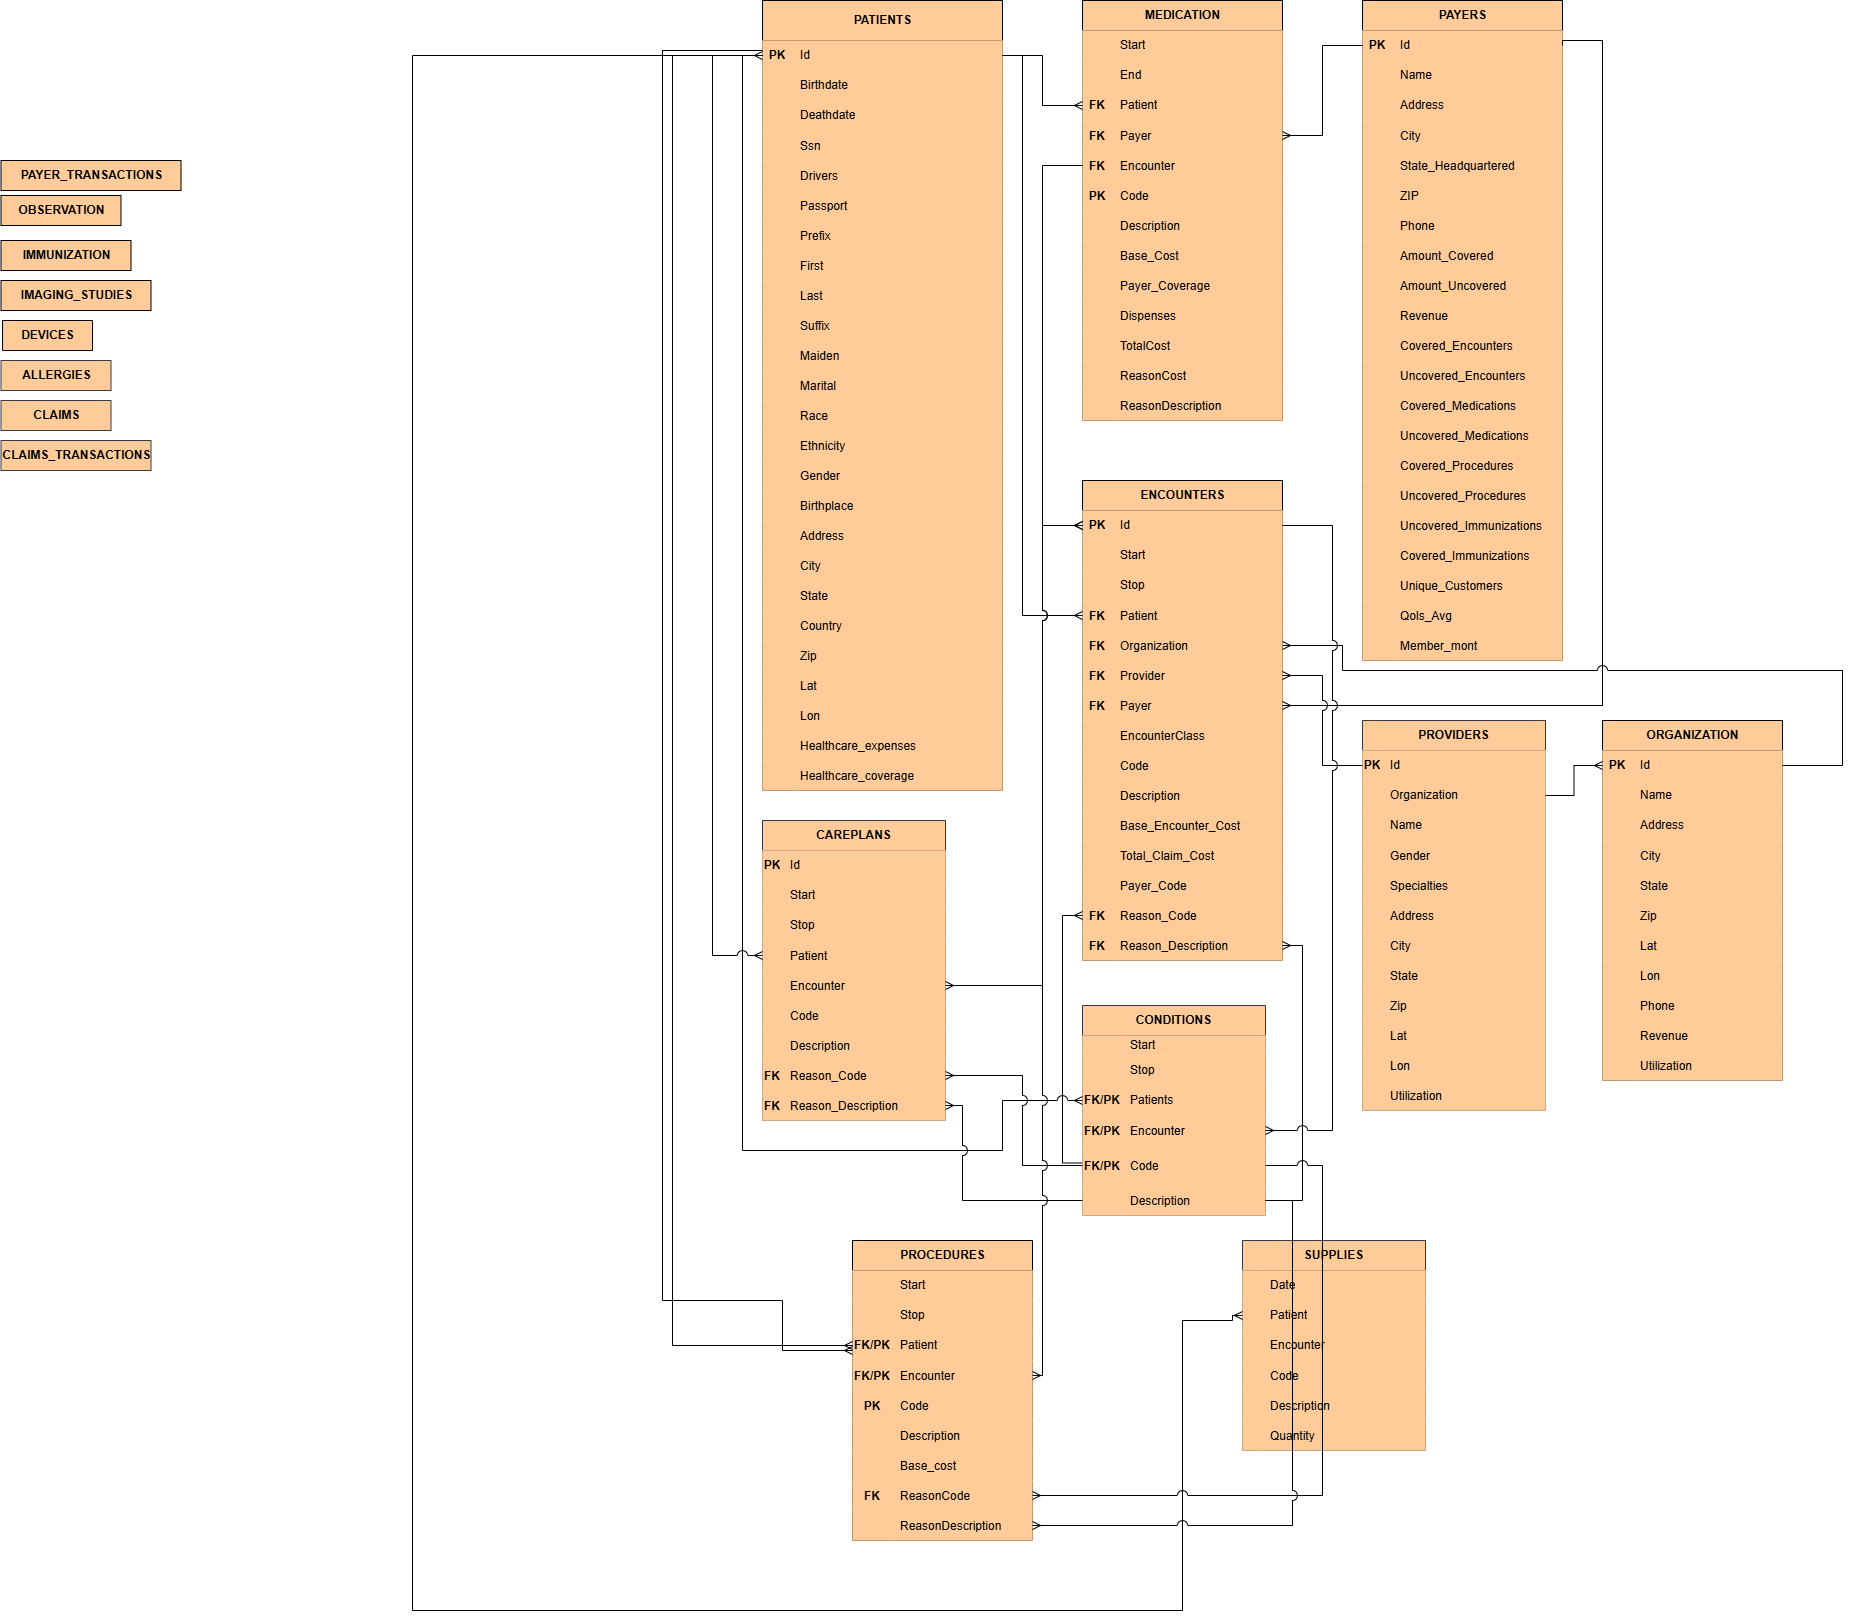 PAYER_TRANSACTIONS
OBSERVATION
IMMUNIZATION
IMAGING_STUDIES
DEVICES
ALLERGIES
CLAIMS
CLAIMS_TRANSACTIONS
PATIENTS
PK Id
Birthdate
Deathdate
Ssn
Drivers
Passport
Prefix
First
Last
Suffix
Maiden
Marital
Race
Ethnicity
Gender
Birthplace
Address
City
State
Country
Zip
Lat
Lon
Healthcare_expenses
Healthcare_coverage
MEDICATION
Start
End
FK Patient
FK Payer
FK Encounter
PK Code
Description
Base_Cost
Payer_Coverage
Dispenses
TotalCost
ReasonCost
ReasonDescription
PAYERS
PK Id
Name
Address
City
State_Headquartered
ZIP
Phone
Amount_Covered
Amount_Uncovered
Revenue
Covered_Encounters
Uncovered_Encounters
Covered_Medications
Uncovered_Medications
Covered_Procedures
Uncovered_Procedures
Uncovered_Immunizations
Covered_Immunizations
Unique_Customers
Qols_Avg
Member_mont
ENCOUNTERS
PK Id
Start
Stop
FK Patient
FK Organization
FK Provider
FK Payer
EncounterClass
Code
Description
Base_Encounter_Cost
Total_Claim_Cost
Payer_Code
FK Reason_Code
FK Reason_Description
PROVIDERS
PK Id
Organization
Name
Gender
Specialties
Address
City
State
Zip
Lat
Lon
Utilization
ORGANIZATION
PK Id
Name
Address
City
State
Zip
Lat
Lon
Phone
Revenue
Utilization
CAREPLANS
PK Id
Start
Stop
Patient
Encounter
Code
Description
FK Reason_Code
FK Reason_Description
CONDITIONS
Start
Stop
FK/PK Patients
FK/PK Encounter
FK/PK Code
Description
PROCEDURES
Start
Stop
FK/PK Patient
FK/PK Encounter
PK Code
Description
Base_cost
FK ReasonCode
ReasonDescription
SUPPLIES
Date
Patient
Encounter
Code
Description
Quantity